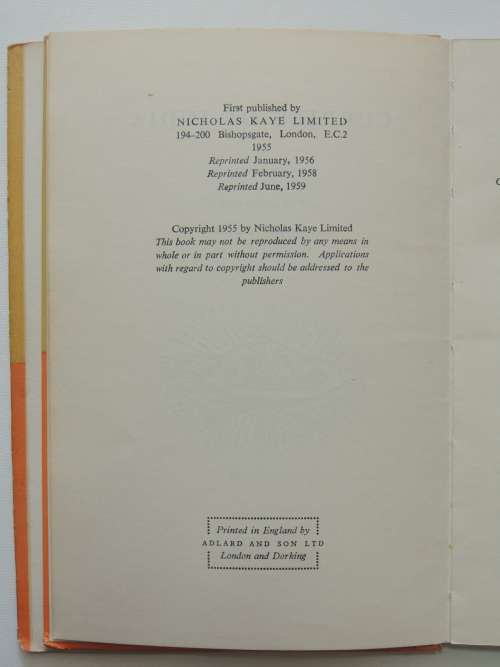 First published by
NICHOLAS KAYE LIMITED
194–200 Bishopsgate, London, E.C.2
1955
Reprinted January, 1956
Reprinted February, 1958
Reprinted June, 1959
Copyright 1955 by Nicholas Kaye Limited
This book may not be reproduced by any means in
whole or in part without permission. Applications
with regard to copyright should be addressed to the
publishers
Printed in England by
ADLARD AND SON LTD
London and Dorking